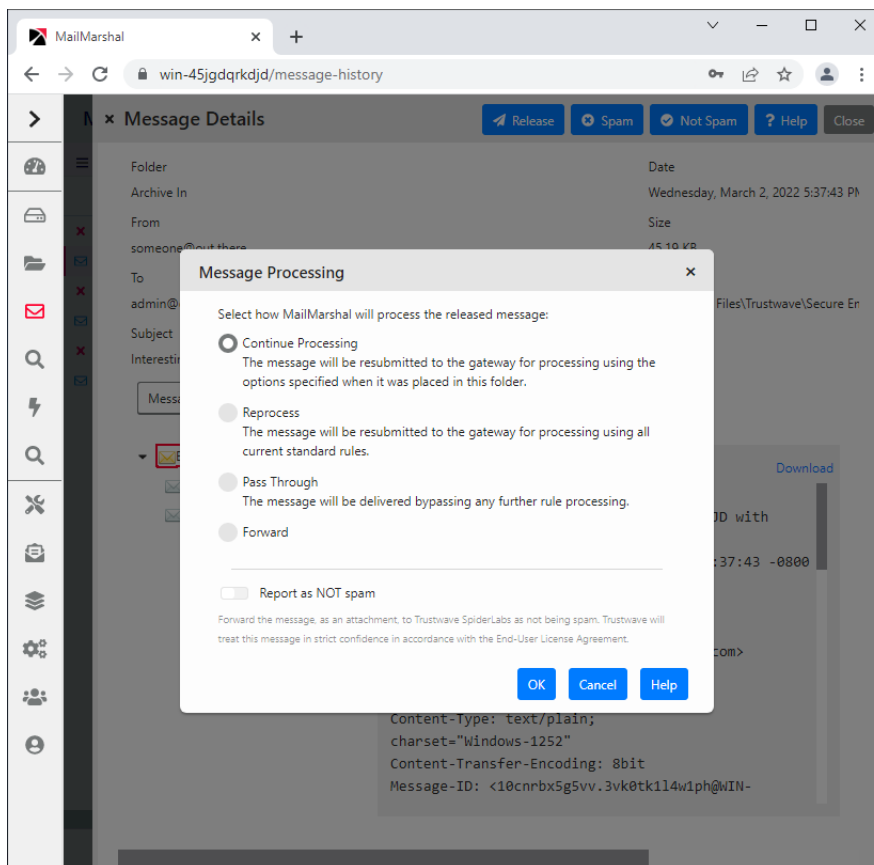 MailMarshal
win-45jgdqrkdjd/message-history
Message Details
Release
Spam
Not Spam
? Help
Close
Folder
Date
Archive In
Wednesday, March 2, 2022 5:37:43 PM
From
Size
someone@out.there
45.19 KB
To
admin@
Files\Trustwave\Secure
Subject
Message Processing
Select how MailMarshal will process the released message:
Continue Processing
The message will be resubmitted to the gateway for processing using the
options specified when it was placed in this folder.
Reprocess
The message will be resubmitted to the gateway for processing using all
current standard rules.
Pass Through
The message will be delivered bypassing any further rule processing.
Forward
Report as NOT spam
Forward the message, as an attachment, to Trustwave SpiderLabs as not being spam. Trustwave will
treat this message in strict confidence in accordance with the End-User License Agreement.
OK
Cancel
Help
Download
JD with
:37:43 -0800
com>
Content-Type: text/plain;
charset="Windows-1252"
Content-Transfer-Encoding: 8bit
Message-ID: <10cnrbx5g5vv.3vk0tk1l4w1ph@WIN-